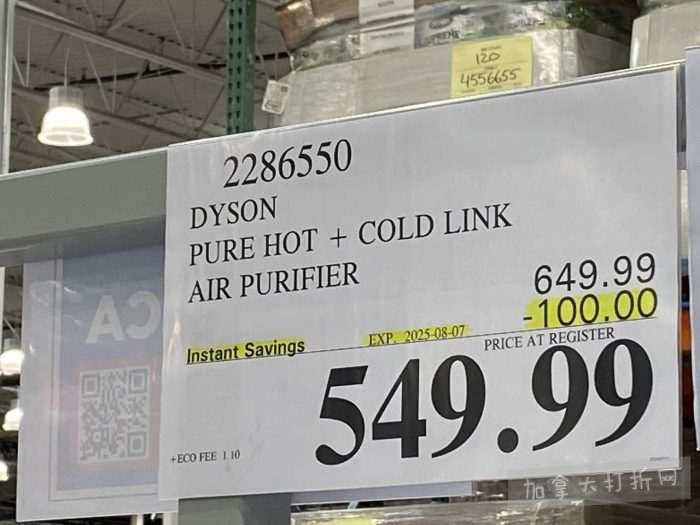 120
4556655
2286550
DYSON
PURE HOT + COLD LINK
AIR PURIFIER
649.99
-100.00
Instant Savings EXP. 2025-08-07
PRICE AT REGISTER
549.99
+ECO FEE 1.10
CA
加拿大打折网